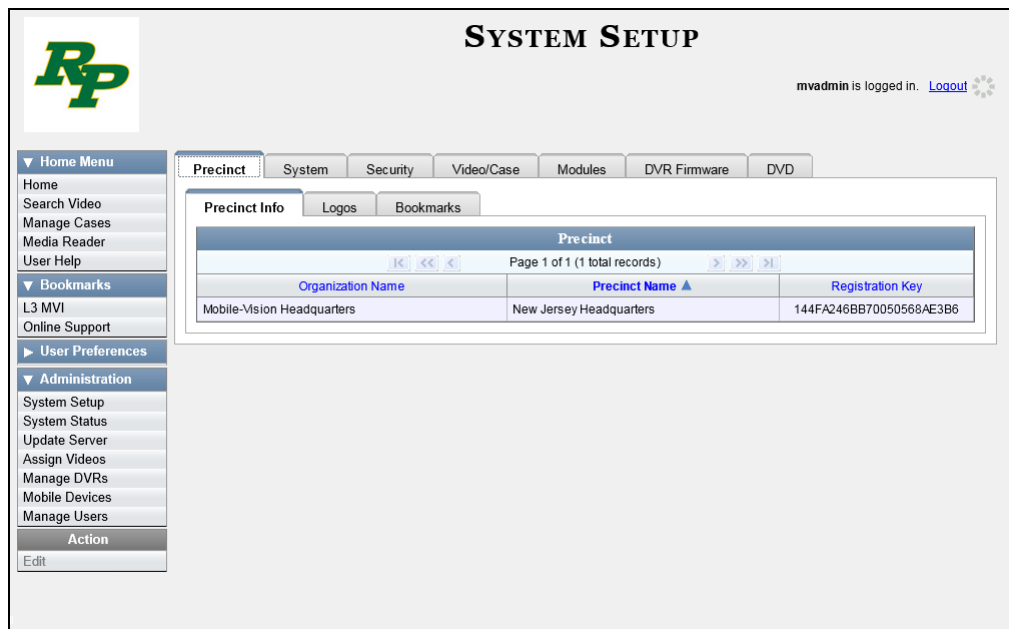 RP
SYSTEM SETUP
mvadmin is logged in. Logout
Home Menu
Home
Search Video
Manage Cases
Media Reader
User Help
Bookmarks
L3 MVI
Online Support
User Preferences
Administration
System Setup
System Status
Update Server
Assign Videos
Manage DVRs
Mobile Devices
Manage Users
Action
Edit
Precinct System Security Video/Case Modules DVR Firmware DVD
Precinct Info Logos Bookmarks
Precinct
Page 1 of 1 (1 total records)
Organization Name Precinct Name Registration Key
Mobile-Vision Headquarters New Jersey Headquarters 144FA246BB70050568AE3B6